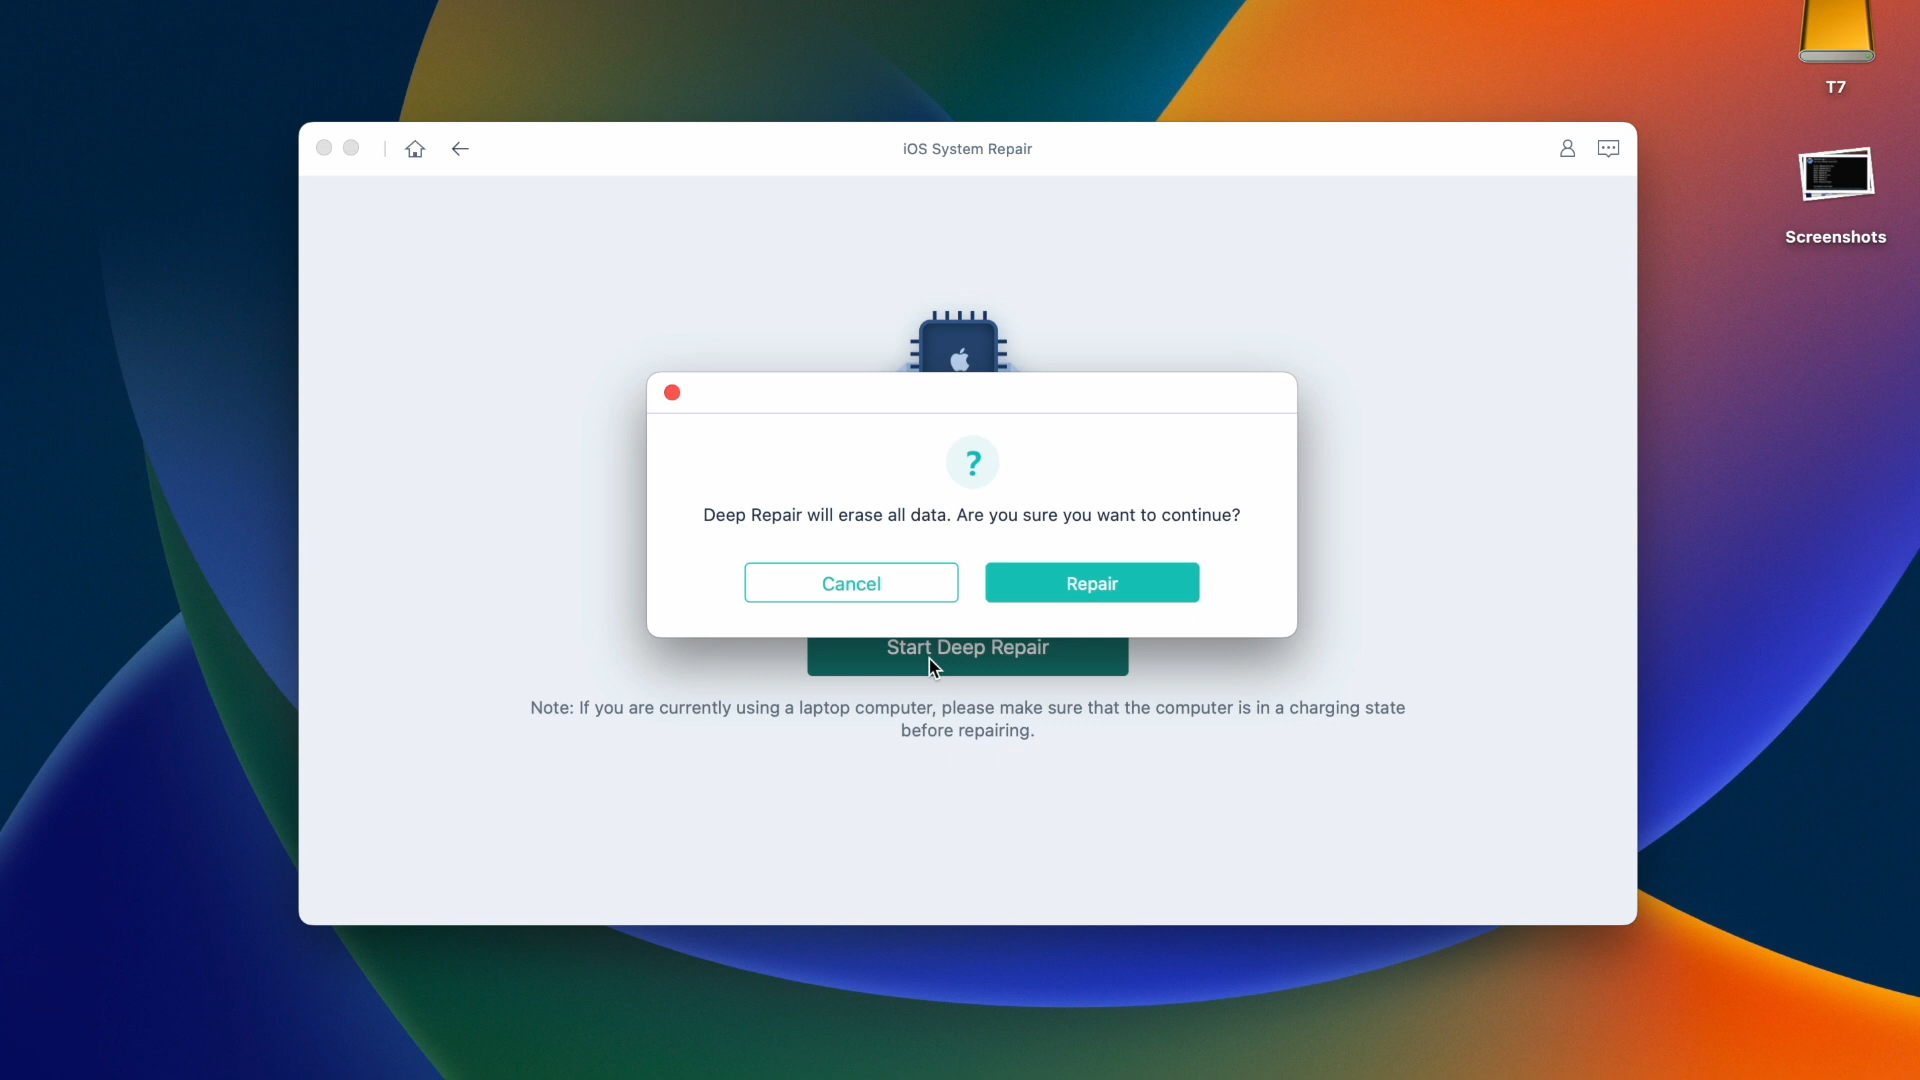 T7
iOS System Repair
Screenshots
?
Deep Repair will erase all data. Are you sure you want to continue?
Cancel
Repair
Start Deep Repair
Note: If you are currently using a laptop computer, please make sure that the computer is in a charging state
before repairing.